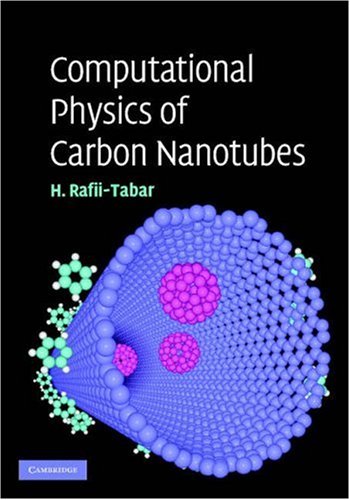 Computational
Physics of
Carbon Nanotubes
H. Rafii-Tabar
CAMBRIDGE